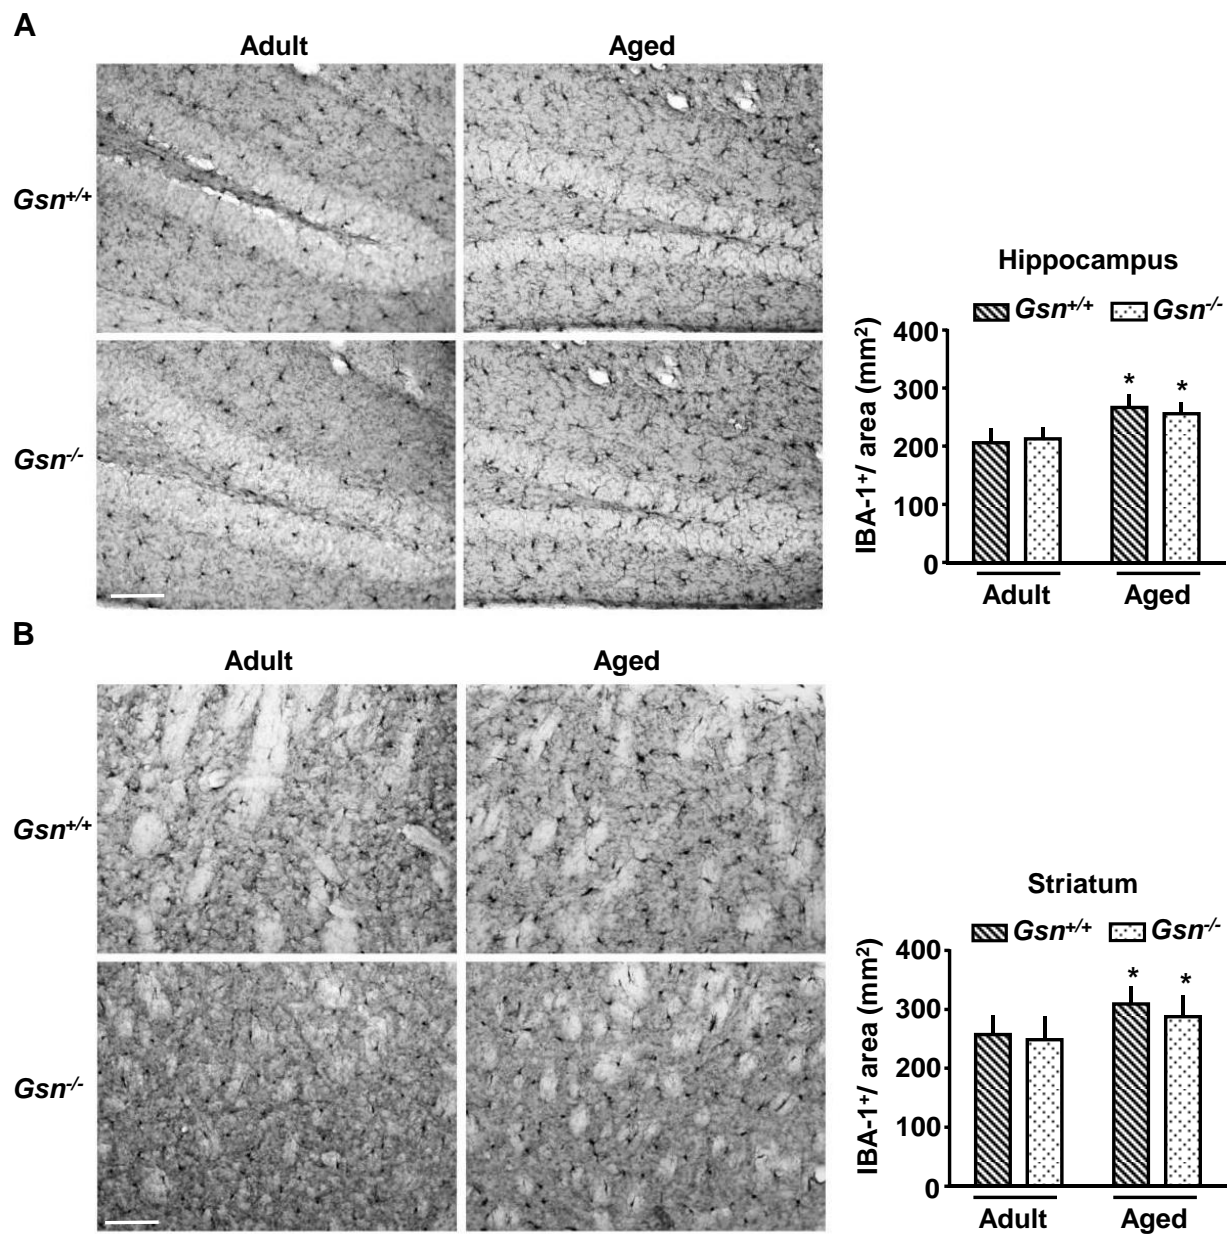 A
Adult Aged
Gsn+/+
Gsn-/-
Hippocampus
Gsn+/+ Gsn-/-
IBA-1+/ area (mm2)
400
300
200
100
0
* *
Adult Aged
B
Adult Aged
Gsn+/+
Gsn-/-
Striatum
Gsn+/+ Gsn-/-
IBA-1+/ area (mm2)
400
300
200
100
0
* *
Adult Aged